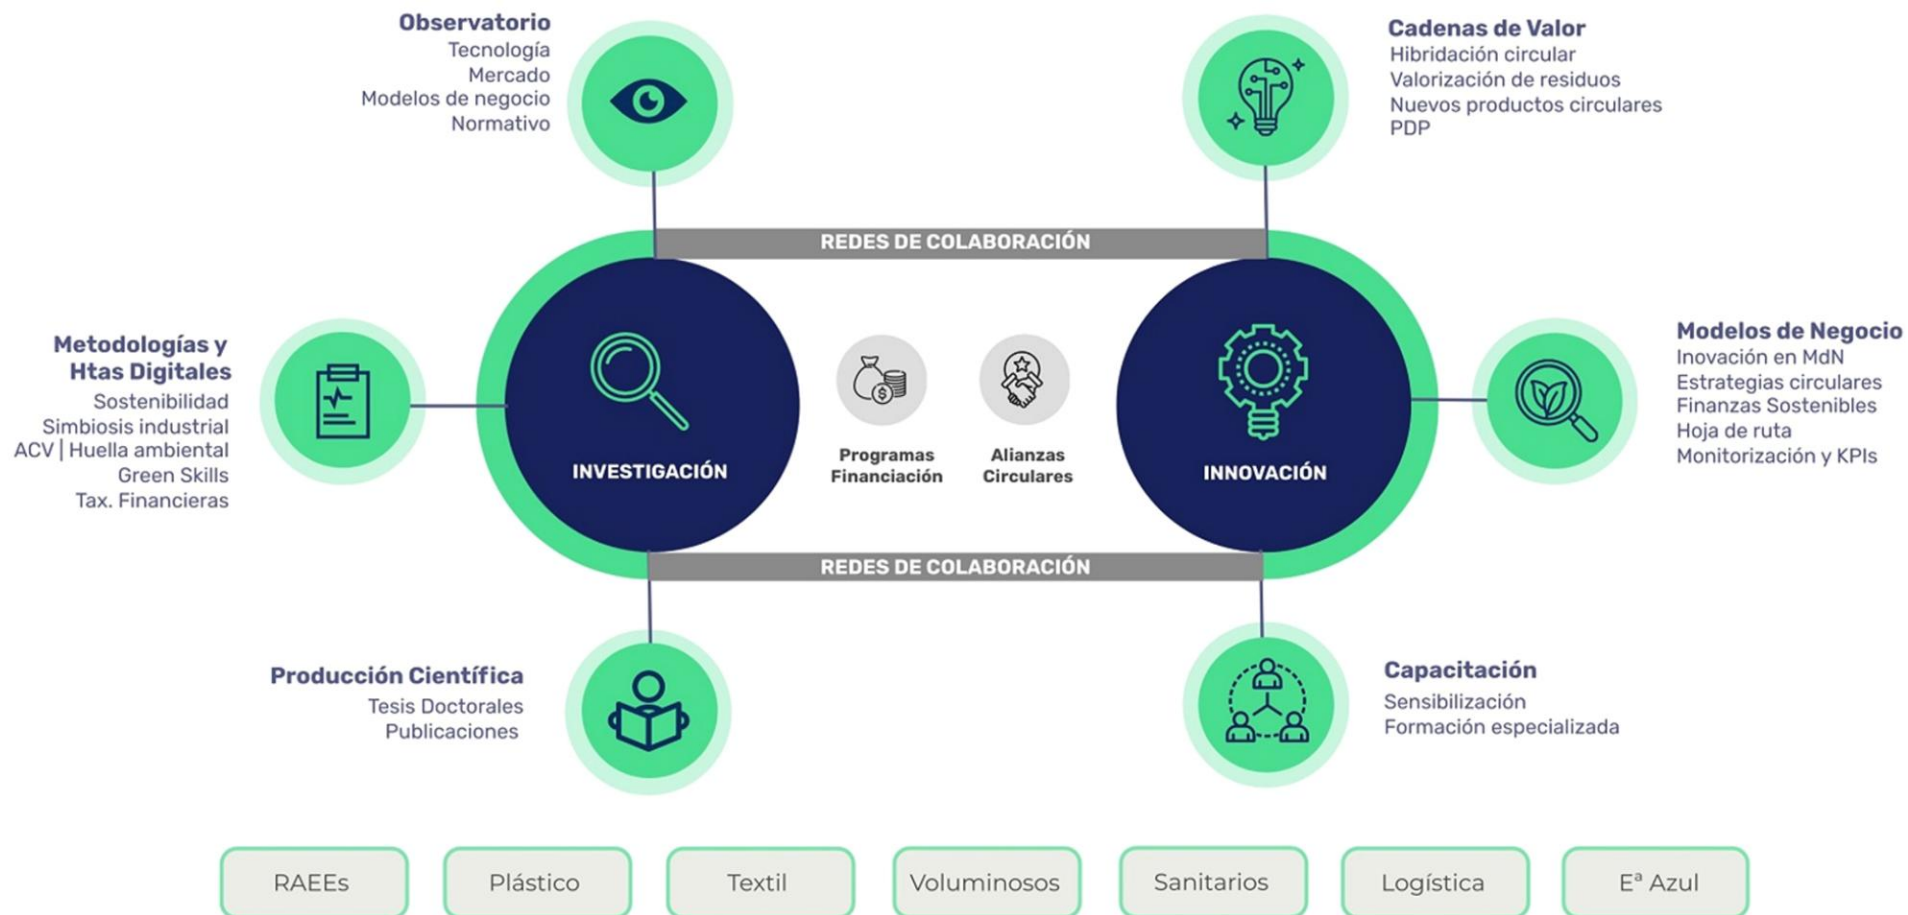 Observatorio
Tecnología
Mercado
Modelos de negocio
Normativo
Cadenas de Valor
Hibridación circular
Valorización de residuos
Nuevos productos circulares
PDP
REDES DE COLABORACIÓN
Metodologías y
Htas Digitales
Sostenibilidad
Simbiosis industrial
ACV | Huella ambiental
Green Skills
Tax. Financieras
INVESTIGACIÓN
Programas
Financiación
Alianzas
Circulares
INNOVACIÓN
Modelos de Negocio
Inovación en MdN
Estrategias circulares
Finanzas Sostenibles
Hoja de ruta
Monitorización y KPIs
REDES DE COLABORACIÓN
Producción Científica
Tesis Doctorales
Publicaciones
Capacitación
Sensibilización
Formación especializada
RAEEs
Plástico
Textil
Voluminosos
Sanitarios
Logística
Eª Azul